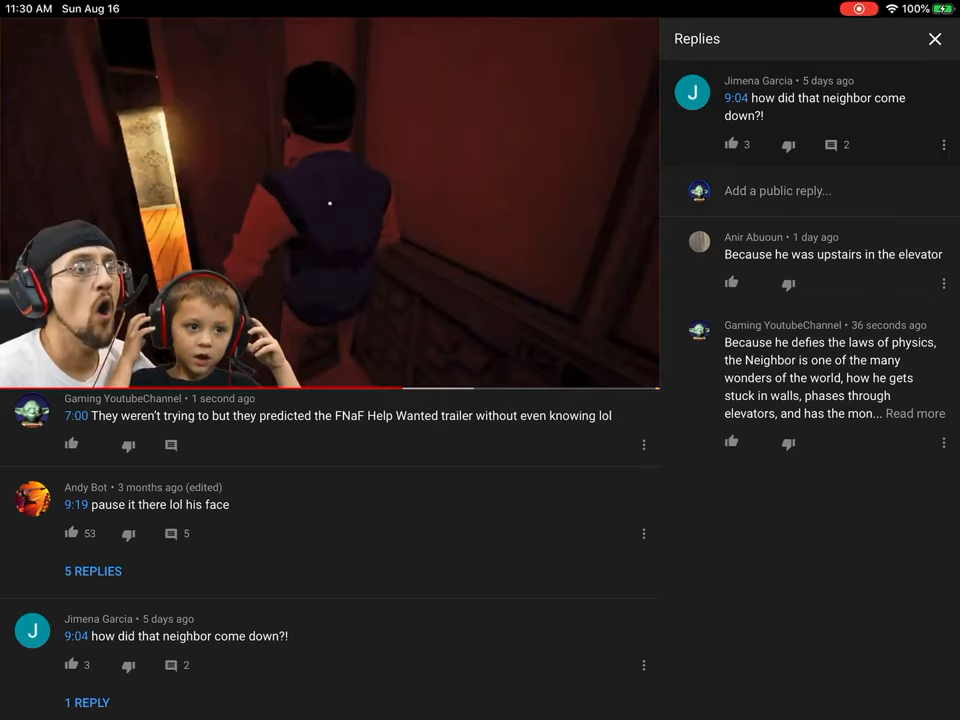 11:30 AM Sun Aug 16
100%
Replies
Jimena Garcia • 5 days ago
9:04 how did that neighbor come
down?!
3
2
Add a public reply...
Anir Abuoun • 1 day ago
Because he was upstairs in the elevator
Gaming YoutubeChannel • 36 seconds ago
Because he defies the laws of physics,
the Neighbor is one of the many
wonders of the world, how he gets
stuck in walls, phases through
elevators, and has the mon... Read more
Gaming YoutubeChannel • 1 second ago
7:00 They weren't trying to but they predicted the FNaF Help Wanted trailer without even knowing lol
Andy Bot • 3 months ago (edited)
9:19 pause it there lol his face
53
5
5 REPLIES
J
Jimena Garcia • 5 days ago
9:04 how did that neighbor come down?!
3
2
1 REPLY
J